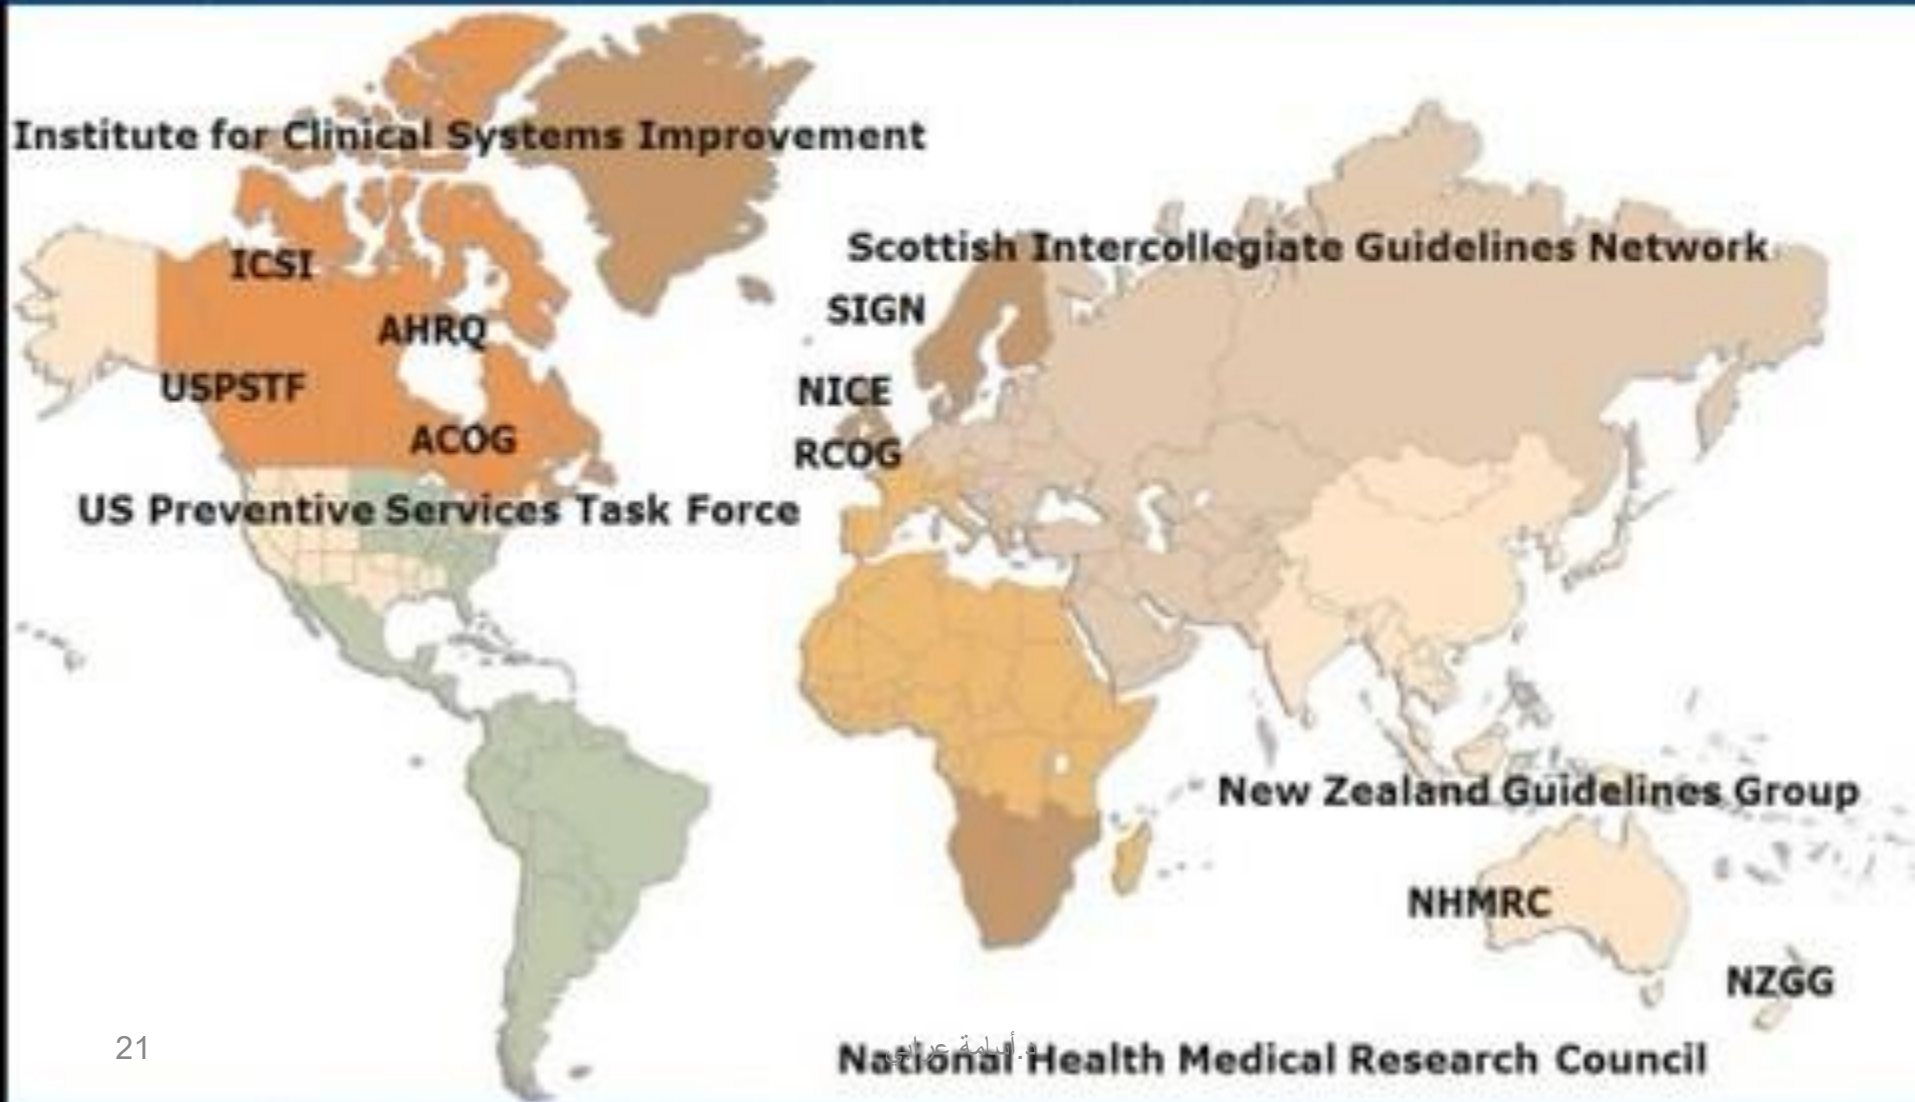 Institute for Clinical Systems Improvement
Scottish Intercollegiate Guidelines Network
ICSI
SIGN
AHRQ
USPSTF
NICE
ACOG
RCOG
US Preventive Services Task Force
New Zealand Guidelines Group
NHMRC
NZGG
21
د.أسامة
National Health Medical Research Council